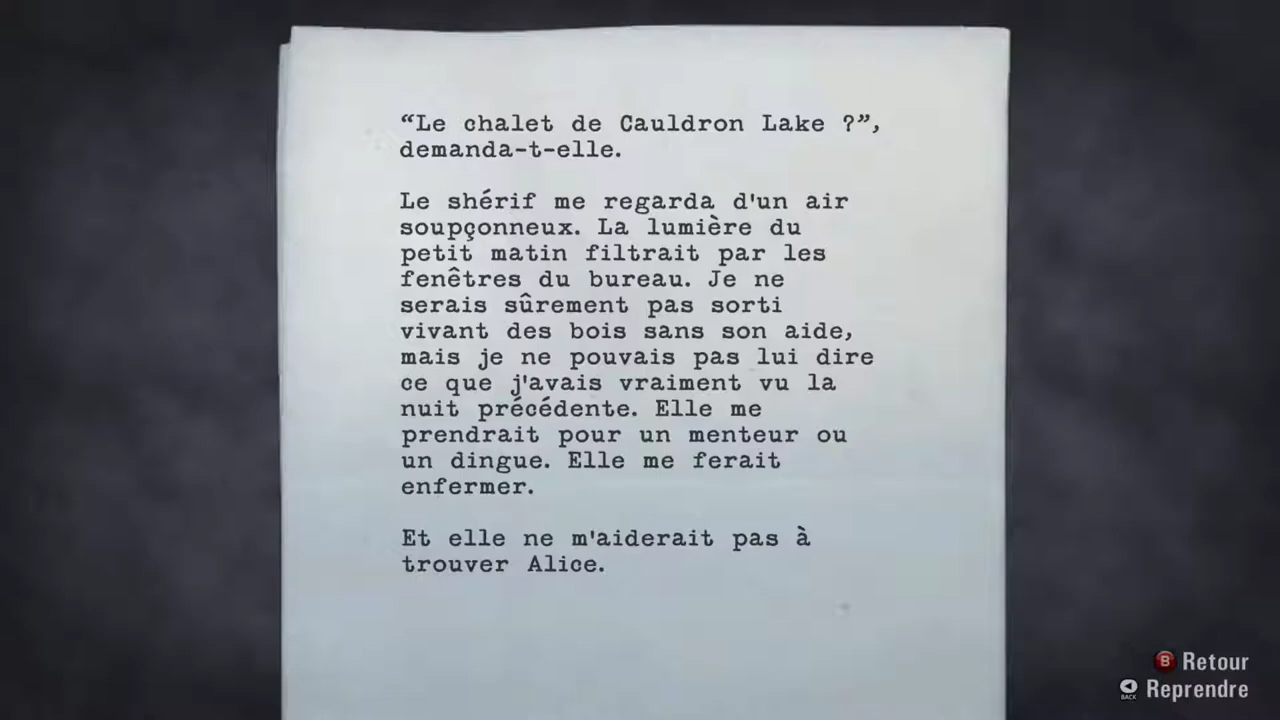 “Le chalet de Cauldron Lake ?”,
demanda-t-elle.
Le shérif me regarda d'un air
soupçonneux. La lumière du
petit matin filtrait par les
fenêtres du bureau. Je ne
serais sûrement pas sorti
vivant des bois sans son aide,
mais je ne pouvais pas lui dire
ce que j'avais vraiment vu la
nuit précédente. Elle me
prendrait pour un menteur ou
un dingue. Elle me ferait
enfermer.
Et elle ne m'aiderait pas à
trouver Alice.
B Retour
BACK Reprendre